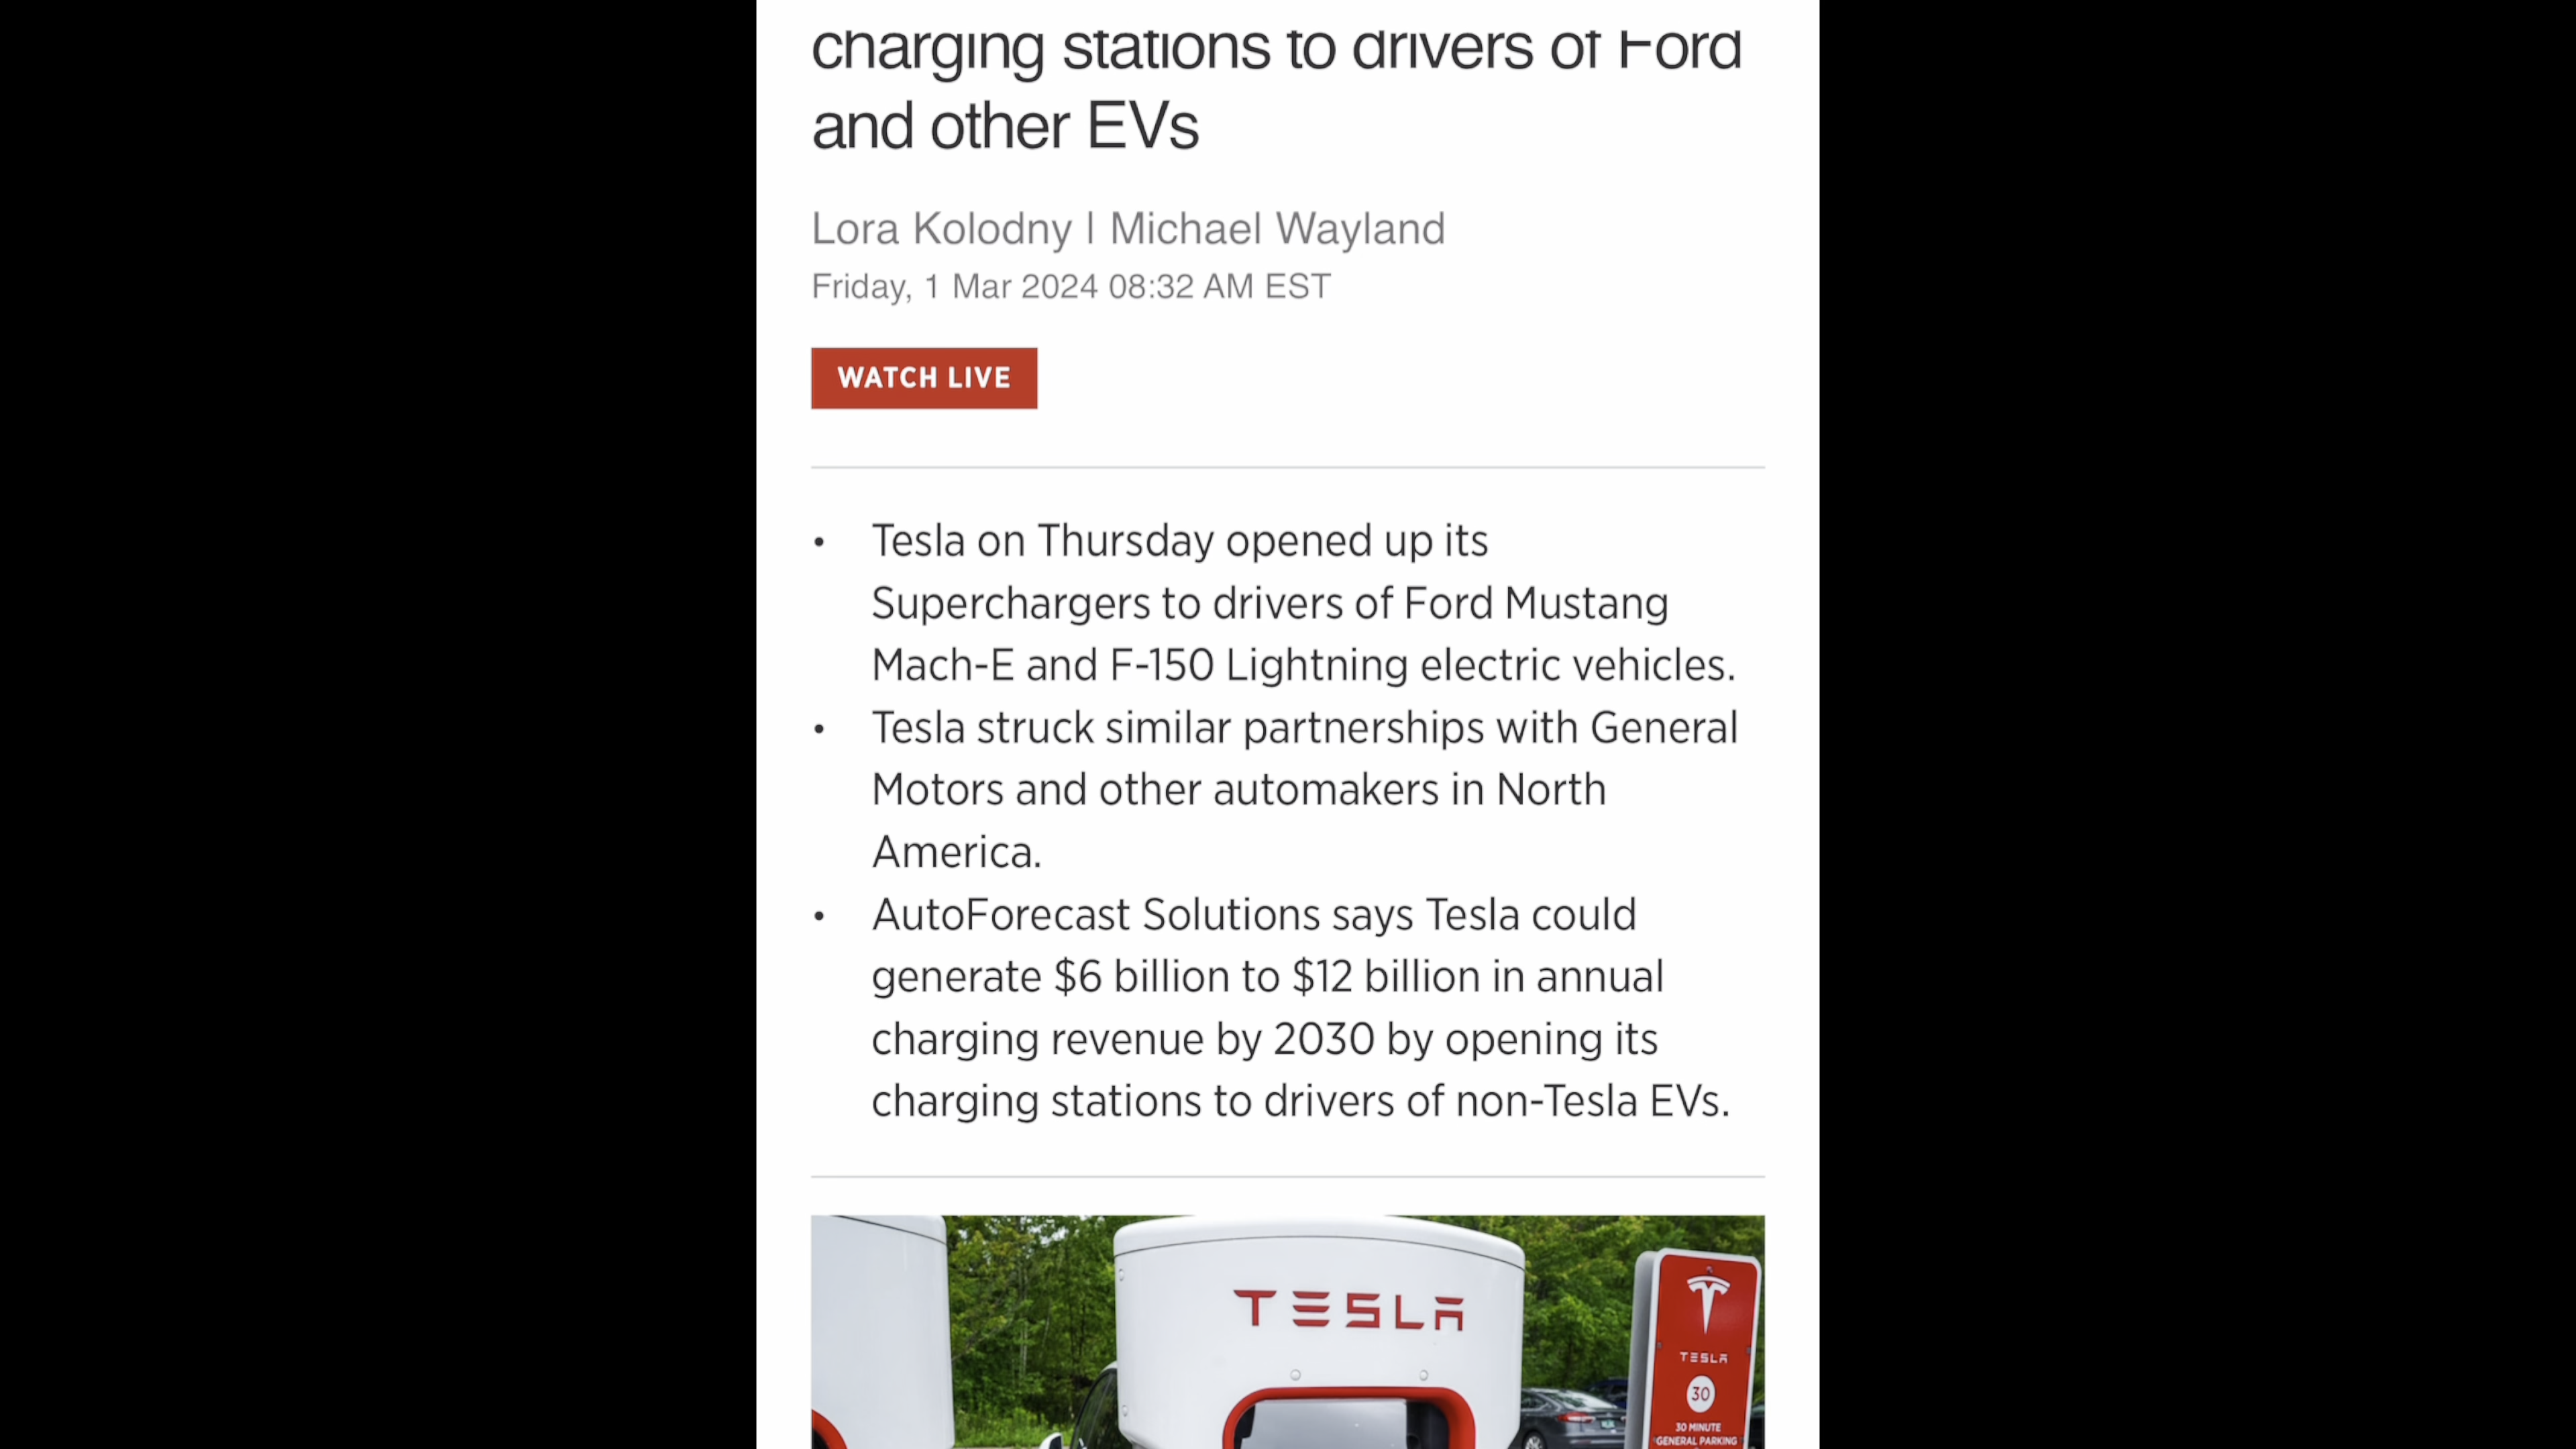 charging stations to drivers of Ford
and other EVs
Lora Kolodny | Michael Wayland
Friday, 1 Mar 2024 08:32 AM EST
WATCH LIVE
• Tesla on Thursday opened up its
Superchargers to drivers of Ford Mustang
Mach-E and F-150 Lightning electric vehicles.
• Tesla struck similar partnerships with General
Motors and other automakers in North
America.
• AutoForecast Solutions says Tesla could
generate $6 billion to $12 billion in annual
charging revenue by 2030 by opening its
charging stations to drivers of non-Tesla EVs.
TESLA
TESLA
30
30 MINUTE
GENERAL PARKING